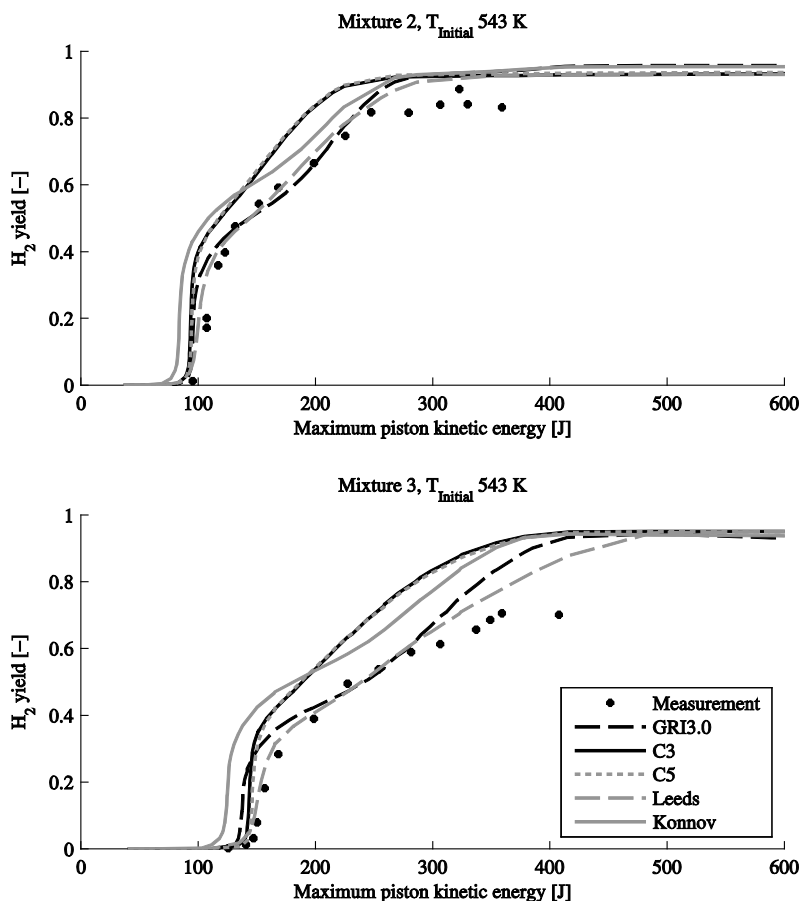 Mixture 2, T_Initial 543 K
1
0.8
0.6
0.4
0.2
0
H_2 yield [–]
0 100 200 300 400 500 600
Maximum piston kinetic energy [J]
Mixture 3, T_Initial 543 K
1
0.8
0.6
0.4
0.2
0
H_2 yield [–]
Measurement
GRI3.0
C3
C5
Leeds
Konnov
0 100 200 300 400 500 600
Maximum piston kinetic energy [J]